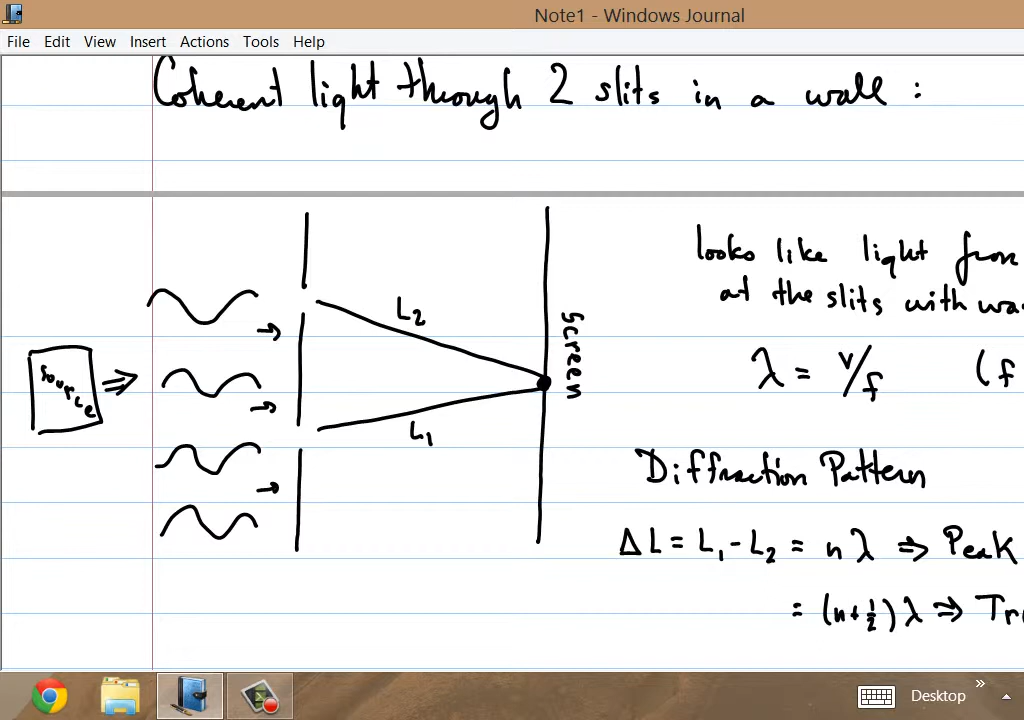 Note1 - Windows Journal
File Edit View Insert Actions Tools Help
Coherent light through 2 slits in a wall :
looks like light from
at the slits with
λ = v/f (f
Source
L2
L1
Screen
Diffraction Pattern
ΔL = L1 - L2 = nλ ⇒ Peak
= (n+½)λ ⇒
Desktop